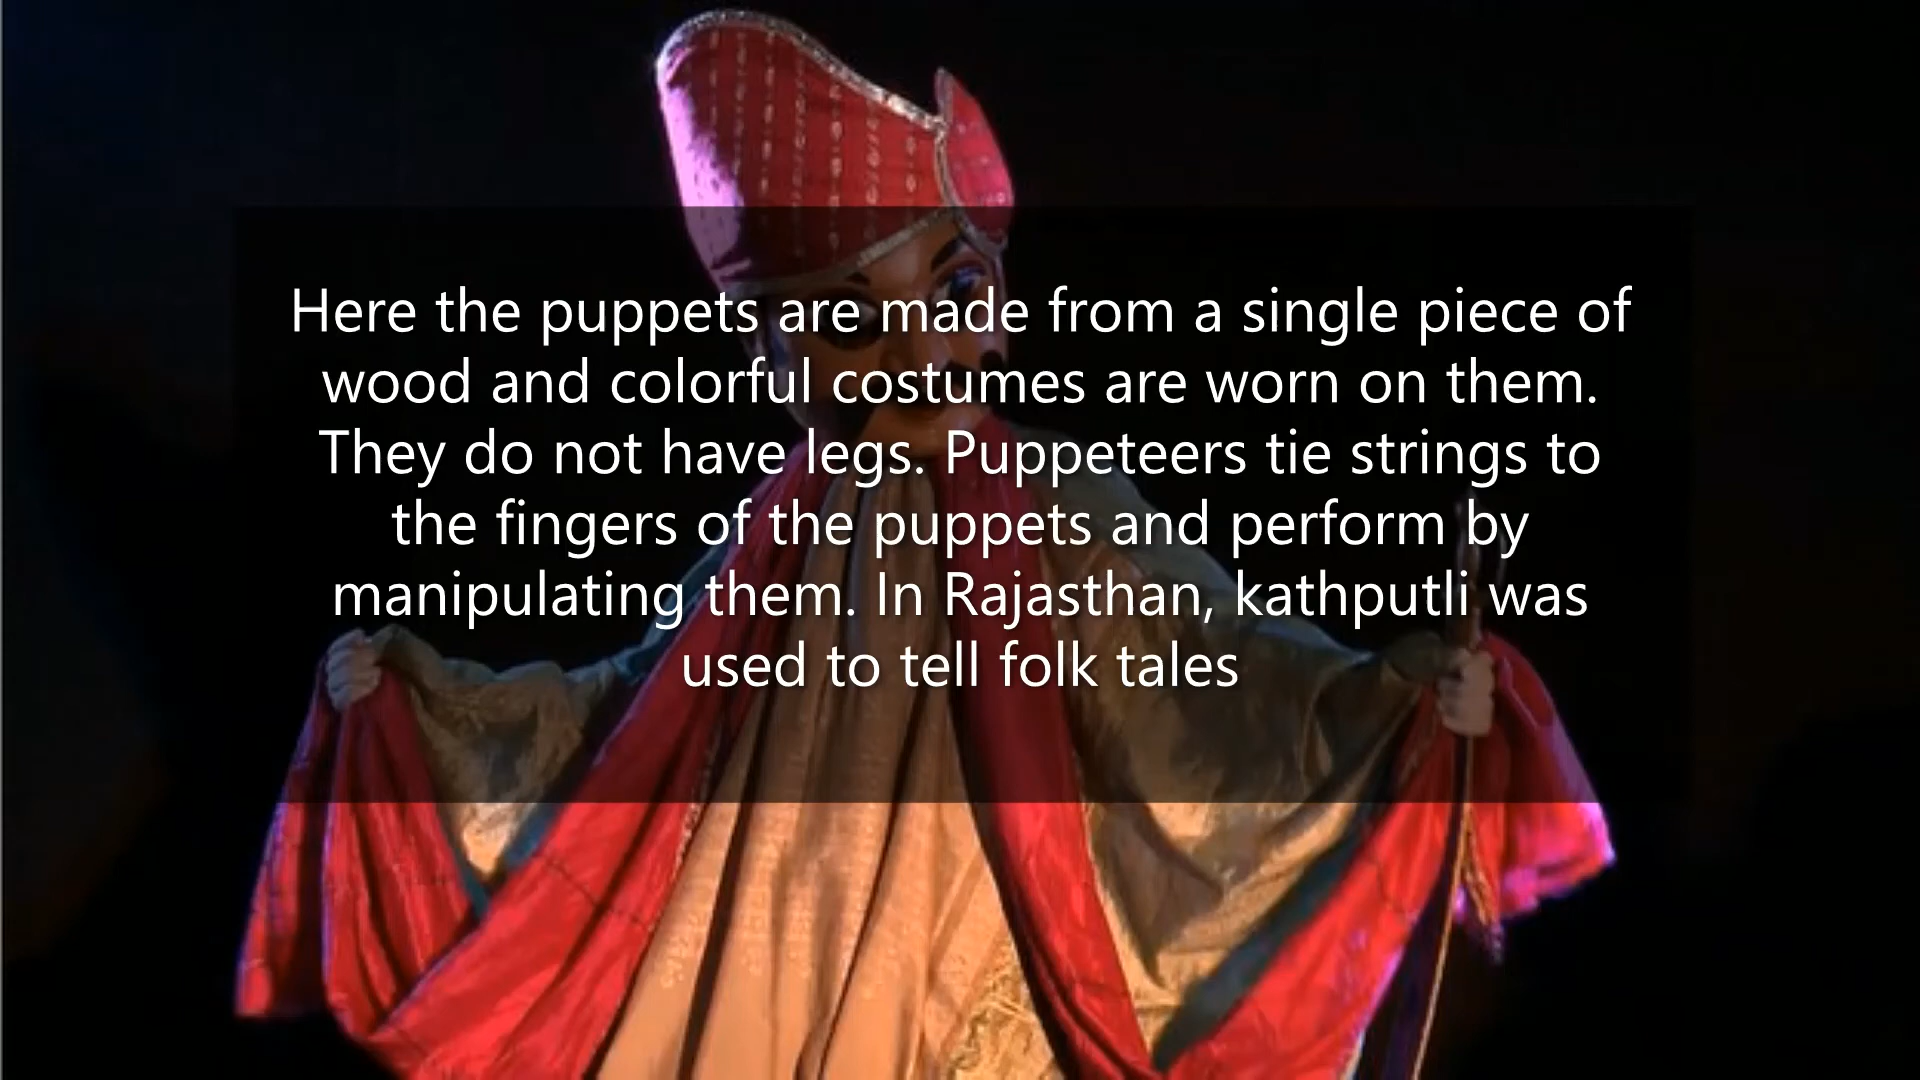 Here the puppets are made from a single piece of
wood and colorful costumes are worn on them.
They do not have legs. Puppeteers tie strings to
the fingers of the puppets and perform by
manipulating them. In Rajasthan, kathputli was
used to tell folk tales